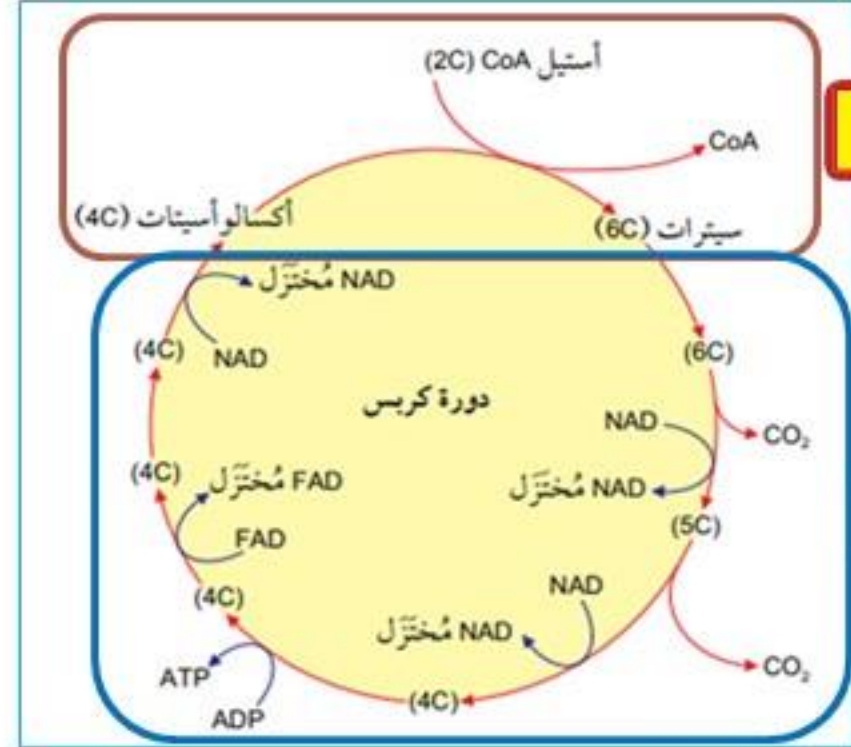 أستيل CoA (2C)
CoA
أكسالوأسيتات (4C)
سيترات (6C)
NAD مُختَزَل
NAD
(4C)
(6C)
دورة كربس
NAD
CO₂
NAD مُختَزَل
(4C)
FAD مُختَزَل
(5C)
FAD
NAD
(4C)
NAD مُختَزَل
ATP
CO₂
(4C)
ADP